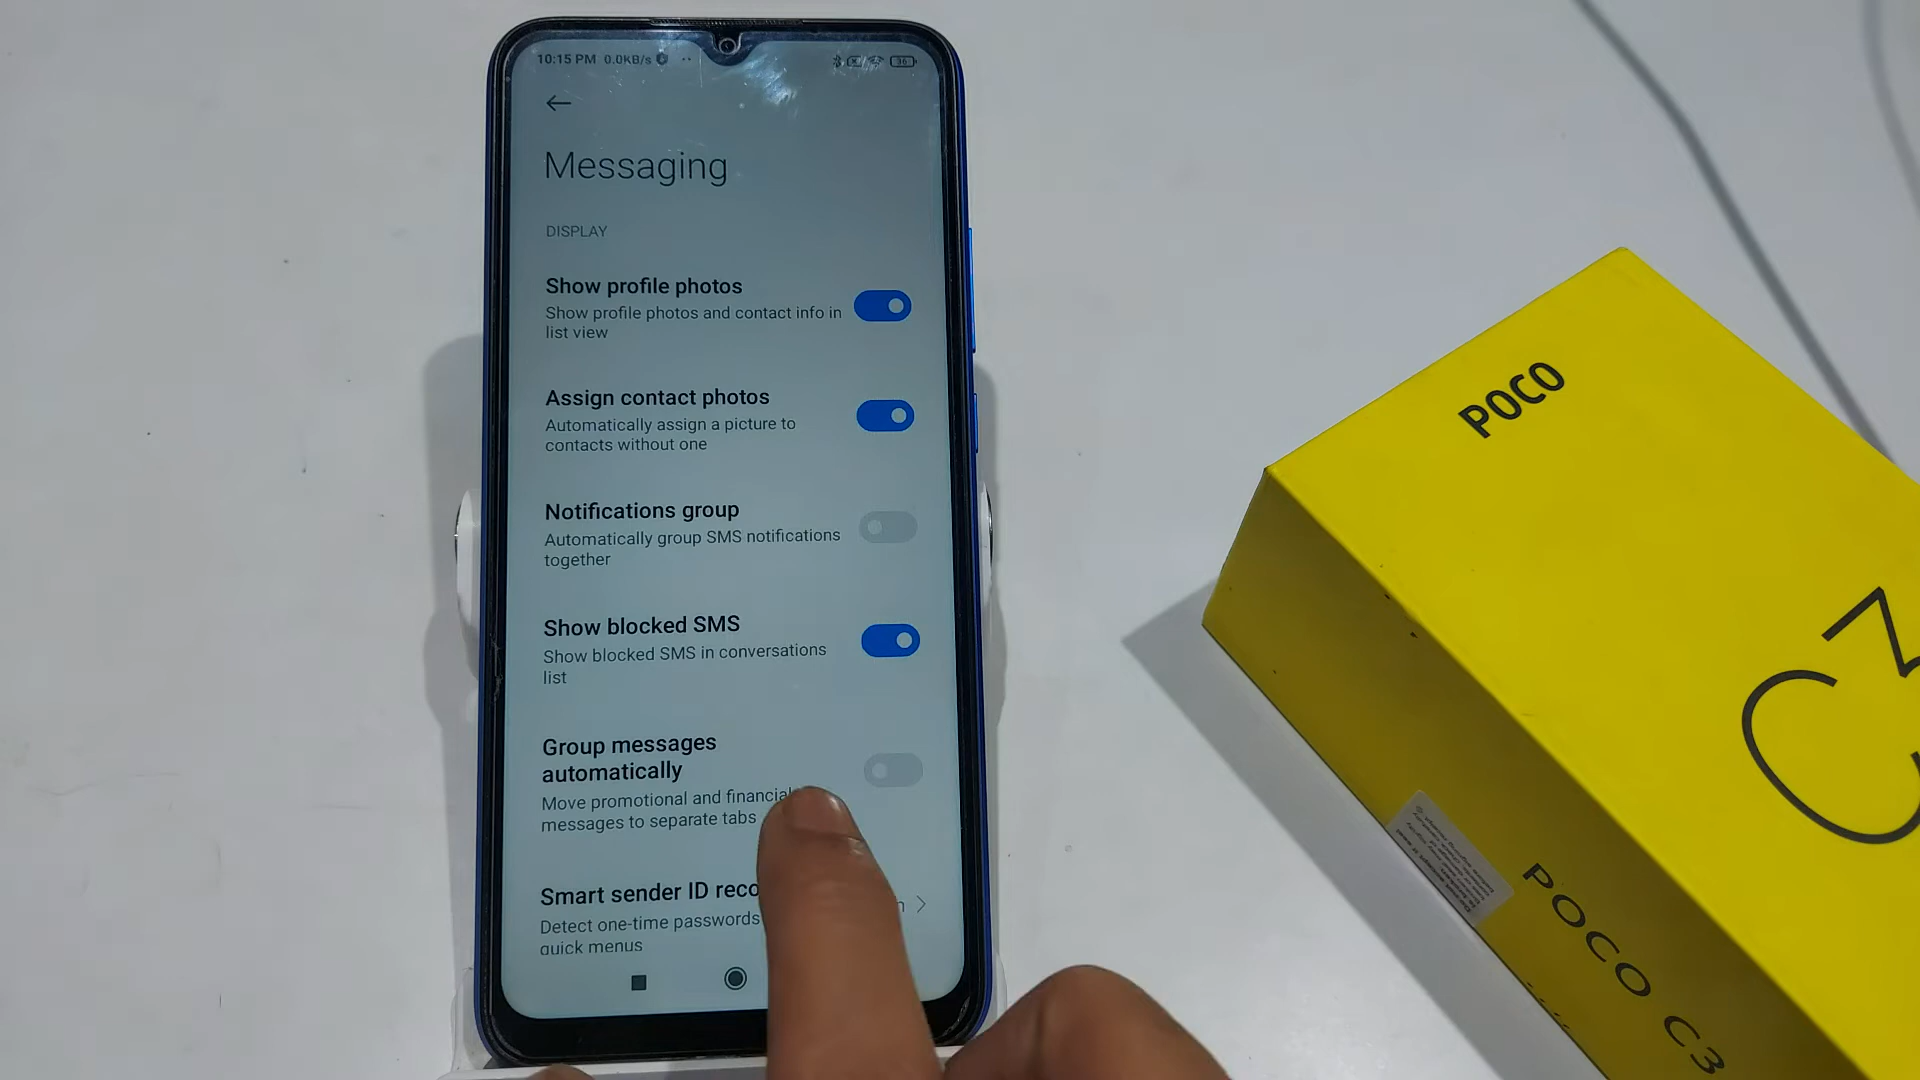 10:15 PM 0.0KB/s
36
Messaging
DISPLAY
Show profile photos
Show profile photos and contact info in
list view
Assign contact photos
Automatically assign a picture to
contacts without one
Notifications group
Automatically group SMS notifications
together
Show blocked SMS
Show blocked SMS in conversations
list
Group messages
automatically
Move promotional and financial
messages to separate tabs
Smart sender ID reco
Detect one-time passwords
quick menus
POCO
C3
POCO C3